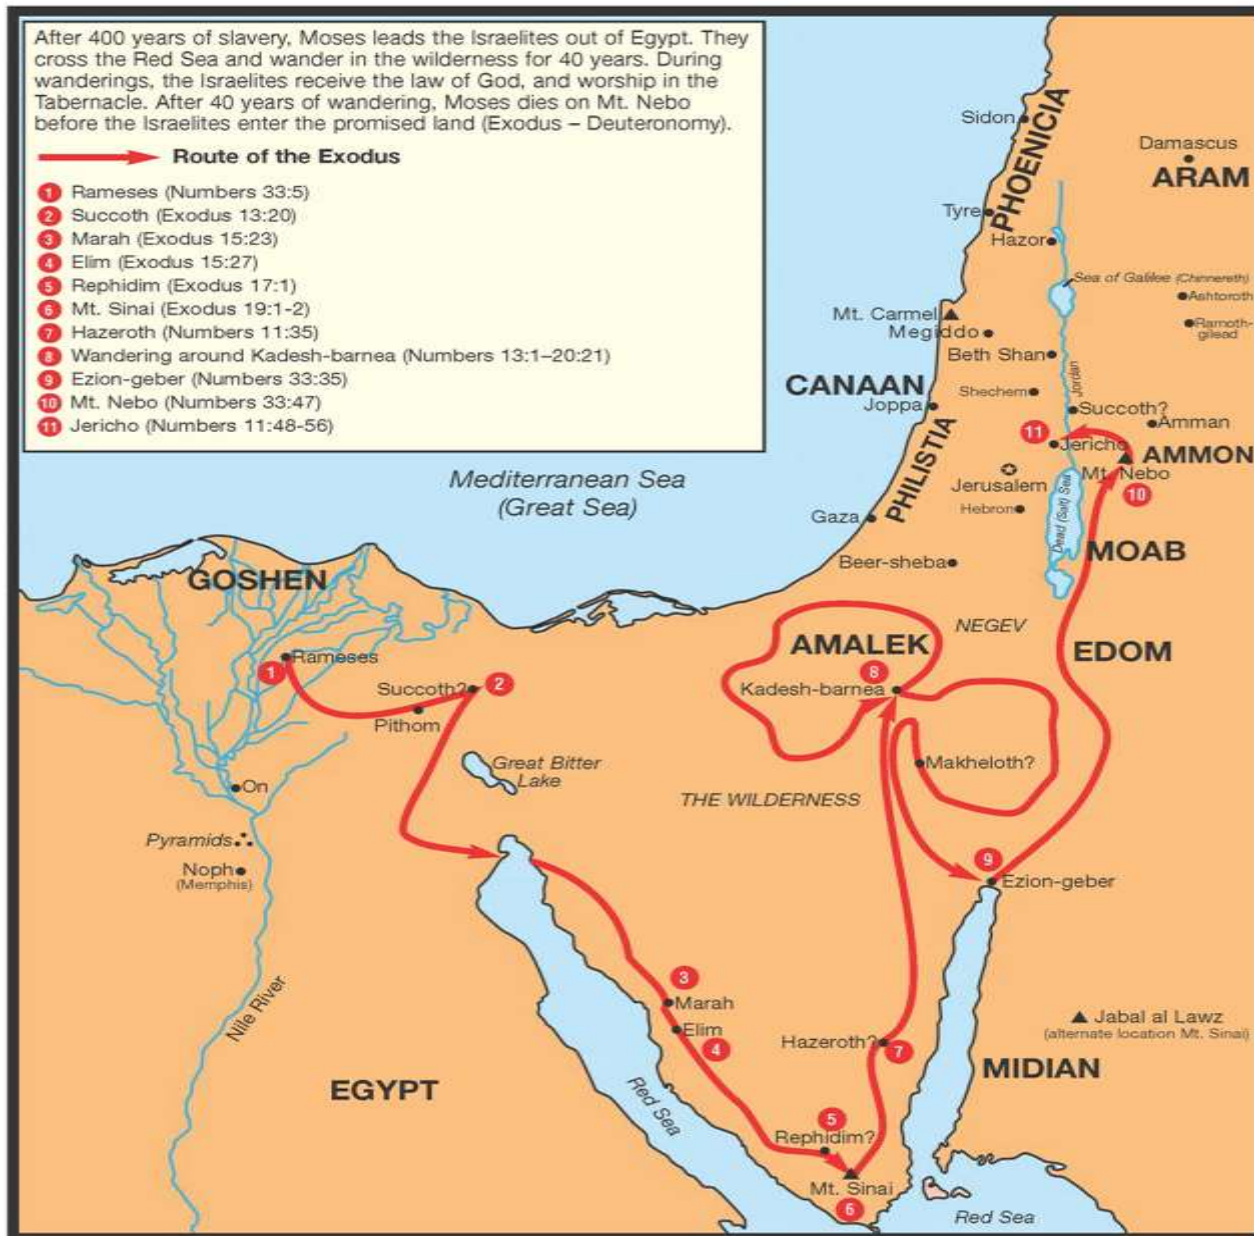 After 400 years of slavery, Moses leads the Israelites out of Egypt. They
cross the Red Sea and wander in the wilderness for 40 years. During
wanderings, the Israelites receive the law of God, and worship in the
Tabernacle. After 40 years of wandering, Moses dies on Mt. Nebo
before the Israelites enter the promised land (Exodus – Deuteronomy).
Route of the Exodus
1 Rameses (Numbers 33:5)
2 Succoth (Exodus 13:20)
3 Marah (Exodus 15:23)
4 Elim (Exodus 15:27)
5 Rephidim (Exodus 17:1)
6 Mt. Sinai (Exodus 19:1-2)
7 Hazeroth (Numbers 11:35)
8 Wandering around Kadesh-barnea (Numbers 13:1–20:21)
9 Ezion-geber (Numbers 33:35)
10 Mt. Nebo (Numbers 33:47)
11 Jericho (Numbers 11:48-56)
Sidon
PHOENICIA
Damascus
ARAM
Tyre
Hazor
Sea of Galilee (Chinnereth)
Ashtoroth
Mt. Carmel
Ramoth-
gilead
Megiddo
Beth Shan
Jordan
CANAAN
Shechem
Joppa
Succoth?
Amman
PHILISTIA
11
Jericho
AMMON
Mt. Nebo
10
Jerusalem
Hebron
Dead (Salt) Sea
Mediterranean Sea
(Great Sea)
Gaza
MOAB
Beer-sheba
GOSHEN
NEGEV
AMALEK
EDOM
Rameses
1
8
Succoth?
2
Kadesh-barnea
Pithom
Great Bitter
Lake
Makheloth?
On
THE WILDERNESS
Pyramids
Noph
(Memphis)
9
Ezion-geber
Nile River
3
Marah
Elim
4
Hazeroth?
7
Jabal al Lawz
(alternate location Mt. Sinai)
MIDIAN
EGYPT
Red Sea
5
Rephidim?
Mt. Sinai
6
Red Sea